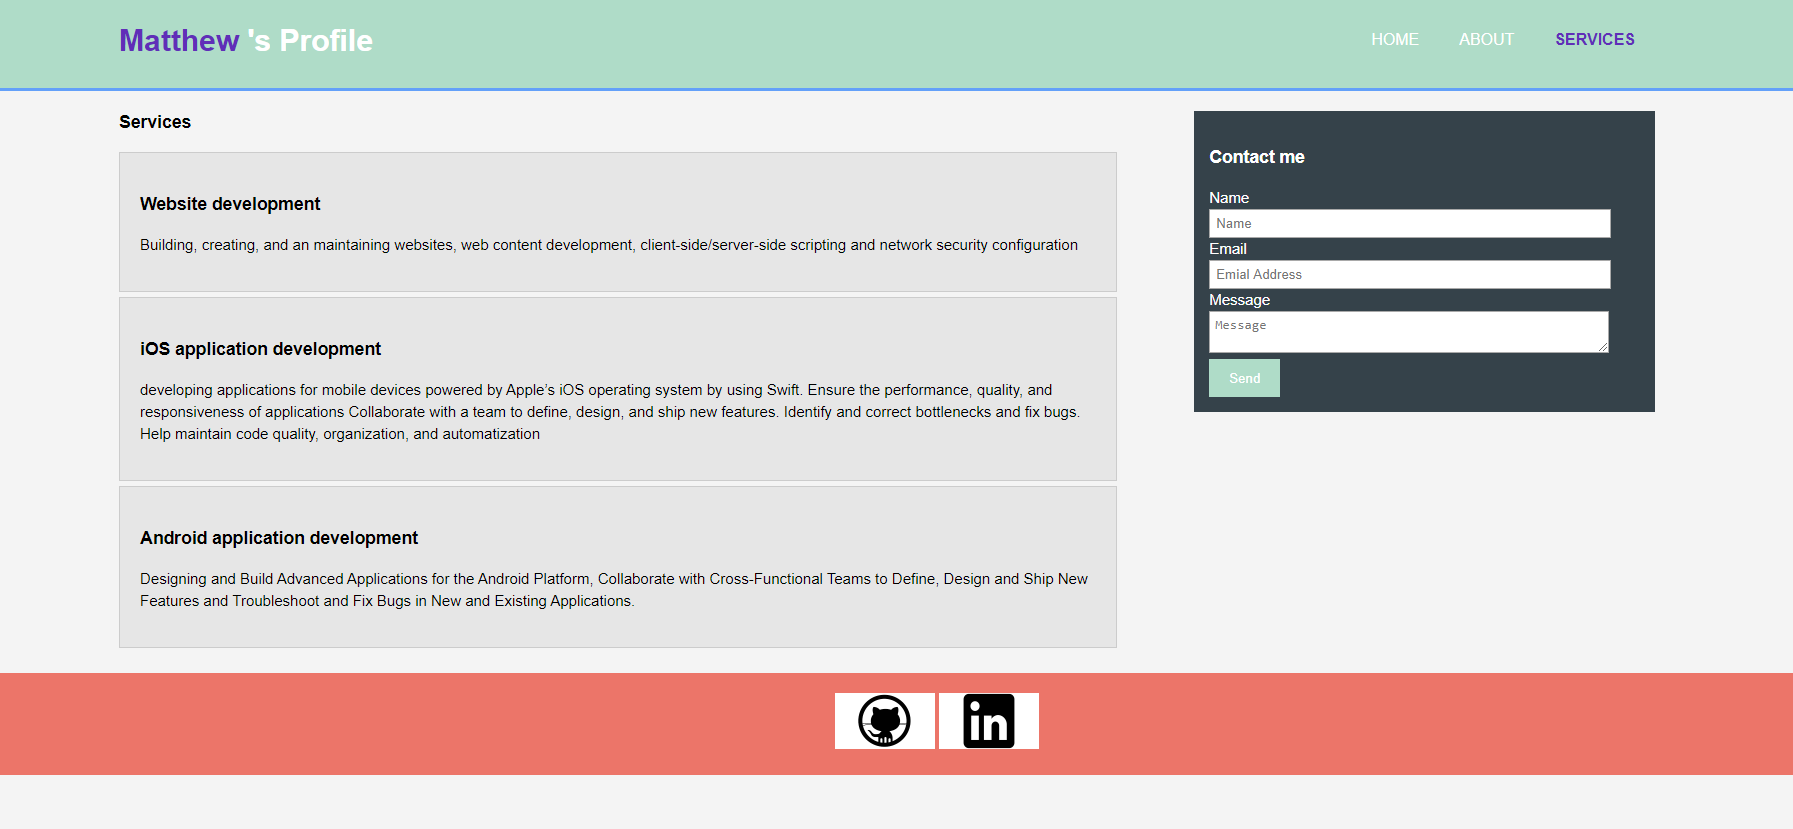 Matthew 's Profile
HOME ABOUT SERVICES
Services
Website development
Building, creating, and an maintaining websites, web content development, client-side/server-side scripting and network security configuration
iOS application development
developing applications for mobile devices powered by Apple’s iOS operating system by using Swift. Ensure the performance, quality, and
responsiveness of applications Collaborate with a team to define, design, and ship new features. Identify and correct bottlenecks and fix bugs.
Help maintain code quality, organization, and automatization
Android application development
Designing and Build Advanced Applications for the Android Platform, Collaborate with Cross-Functional Teams to Define, Design and Ship New
Features and Troubleshoot and Fix Bugs in New and Existing Applications.
Contact me
Name
Name
Email
Emial Address
Message
Message
Send
in